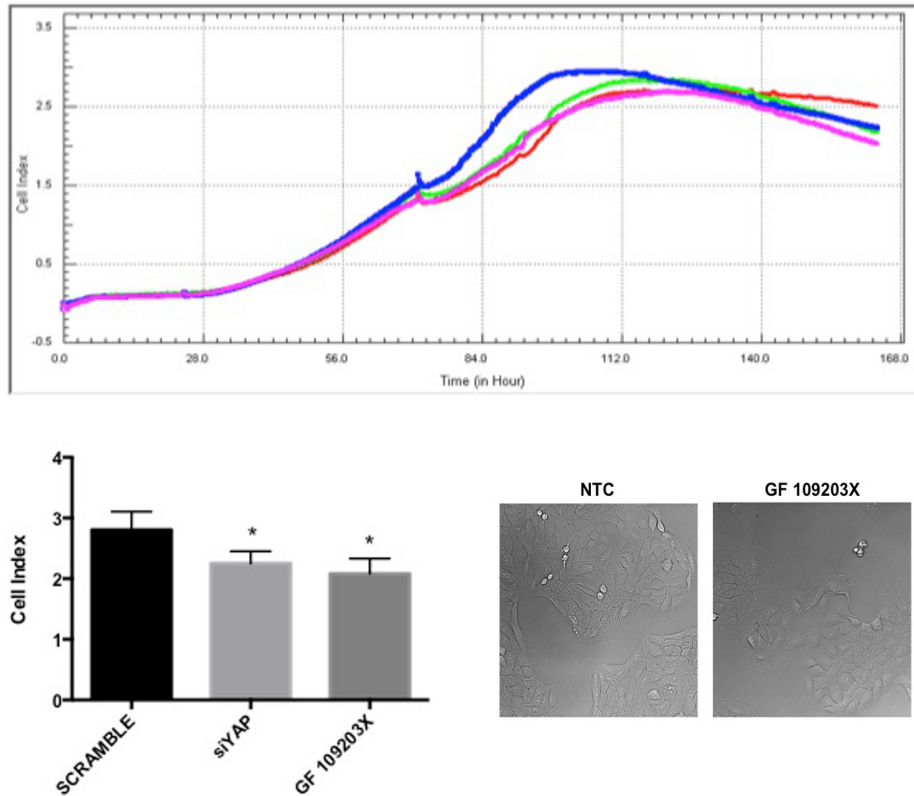 3.5
2.5
1.5
0.5
-0.5
Cell Index
0.0 28.0 56.0 84.0 112.0 140.0 168.0
Time (in Hour)
4
3
2
1
0
Cell Index
* *
SCRAMBLE
siYAP
GF 109203X
NTC GF 109203X